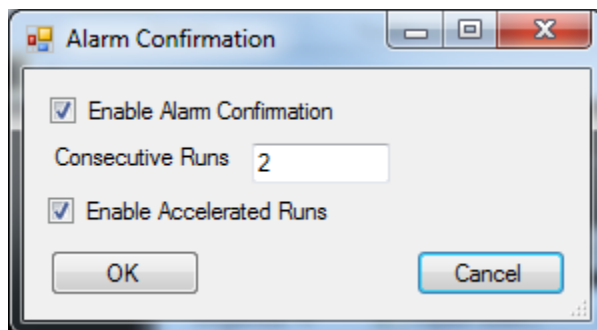 Alarm Confirmation
Enable Alarm Confirmation
Consecutive Runs 2
Enable Accelerated Runs
OK Cancel